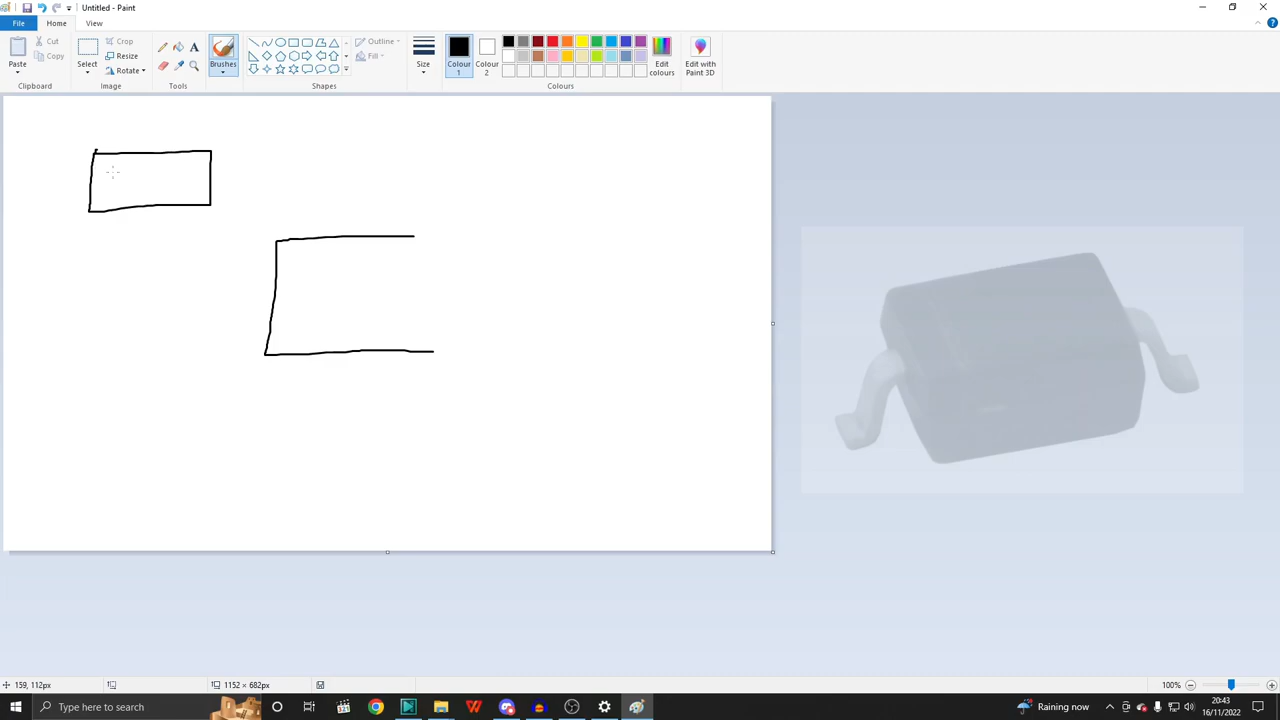 Untitled - Paint
File Home View
Paste
Cut
Copy
Clipboard
Select
Crop
Resize
Rotate
Image
A
Tools
Brushes
Outline
Fill
Shapes
Size
Colour 1
Colour 2
Edit colours
Edit with Paint 3D
Colours
159, 112px
1152 × 682px
100%
Type here to search
Raining now
20:43
16/11/2022